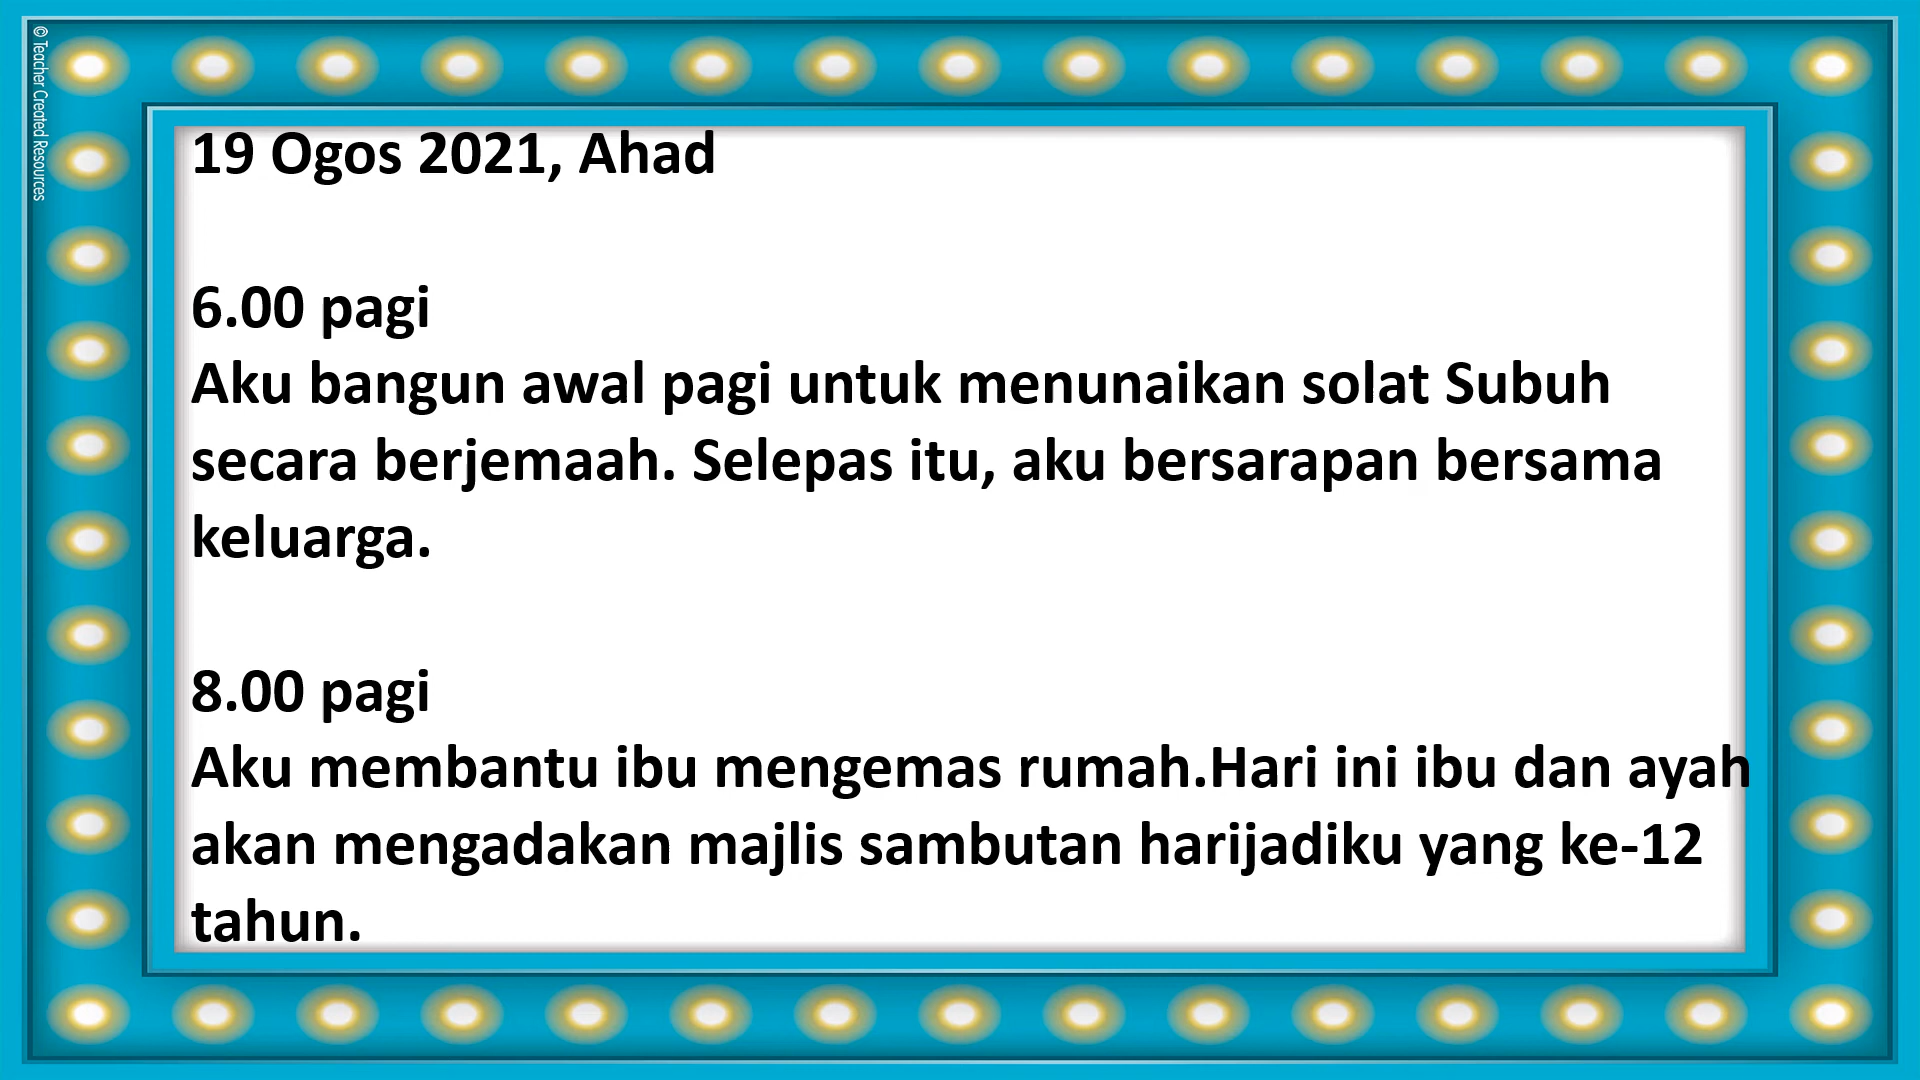 © Teacher Created Resources
19 Ogos 2021, Ahad
6.00 pagi
Aku bangun awal pagi untuk menunaikan solat Subuh
secara berjemaah. Selepas itu, aku bersarapan bersama
keluarga.
8.00 pagi
Aku membantu ibu mengemas rumah.Hari ini ibu dan ayah
akan mengadakan majlis sambutan harijadiku yang ke-12
tahun.